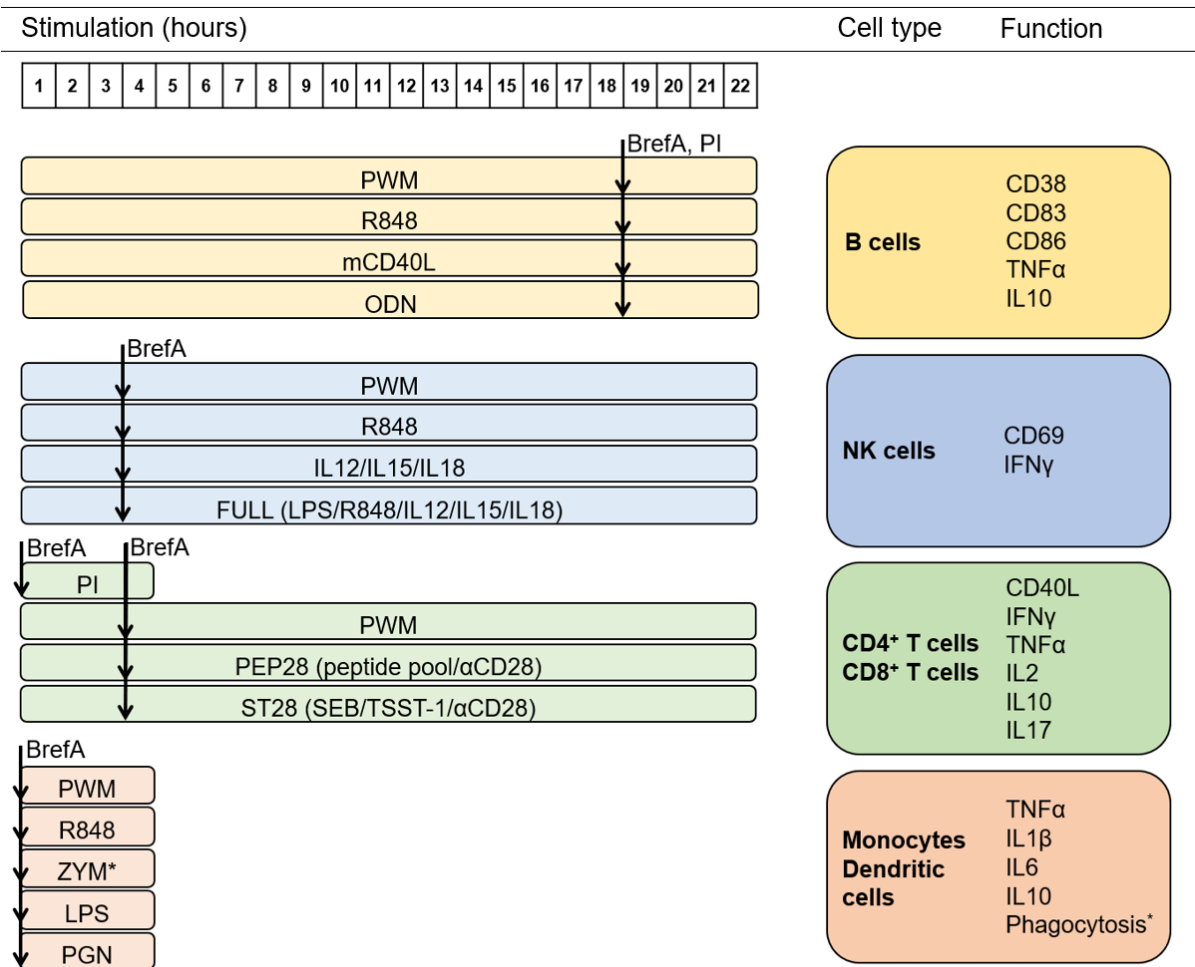 Stimulation (hours) Cell type Function
1 2 3 4 5 6 7 8 9 10 11 12 13 14 15 16 17 18 19 20 21 22
BrefA, PI
PWM
R848
mCD40L
ODN
B cells
CD38
CD83
CD86
TNFα
IL10
BrefA
PWM
R848
IL12/IL15/IL18
FULL (LPS/R848/IL12/IL15/IL18)
NK cells
CD69
IFNγ
BrefA BrefA
PI
PWM
PEP28 (peptide pool/αCD28)
ST28 (SEB/TSST-1/αCD28)
CD4⁺ T cells
CD8⁺ T cells
CD40L
IFNγ
TNFα
IL2
IL10
IL17
BrefA
PWM
R848
ZYM*
LPS
PGN
Monocytes
Dendritic
cells
TNFα
IL1β
IL6
IL10
Phagocytosis*